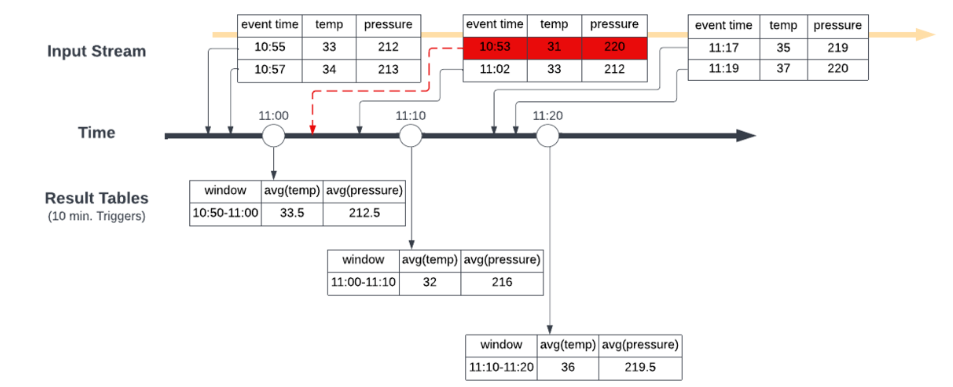 Input Stream
event time temp pressure
10:55 33 212
10:57 34 213
event time temp pressure
10:53 31 220
11:02 33 212
event time temp pressure
11:17 35 219
11:19 37 220
Time
11:00
11:10
11:20
Result Tables
(10 min. Triggers)
window avg(temp) avg(pressure)
10:50-11:00 33.5 212.5
window avg(temp) avg(pressure)
11:00-11:10 32 216
window avg(temp) avg(pressure)
11:10-11:20 36 219.5